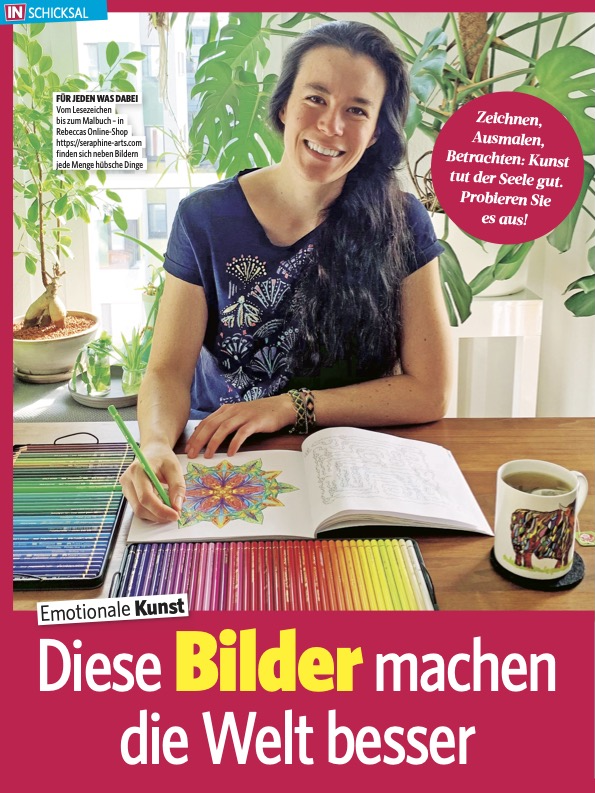 IN SCHICKSAL
FÜR JEDEN WAS DABEI
Vom Lesezeichen
bis zum Malbuch – in
Rebeccas Online-Shop
https://seraphine-arts.com
finden sich neben Bildern
jede Menge hübsche Dinge
Zeichnen,
Ausmalen,
Betrachten: Kunst
tut der Seele gut.
Probieren Sie
es aus!
Emotionale Kunst
Diese Bilder machen
die Welt besser